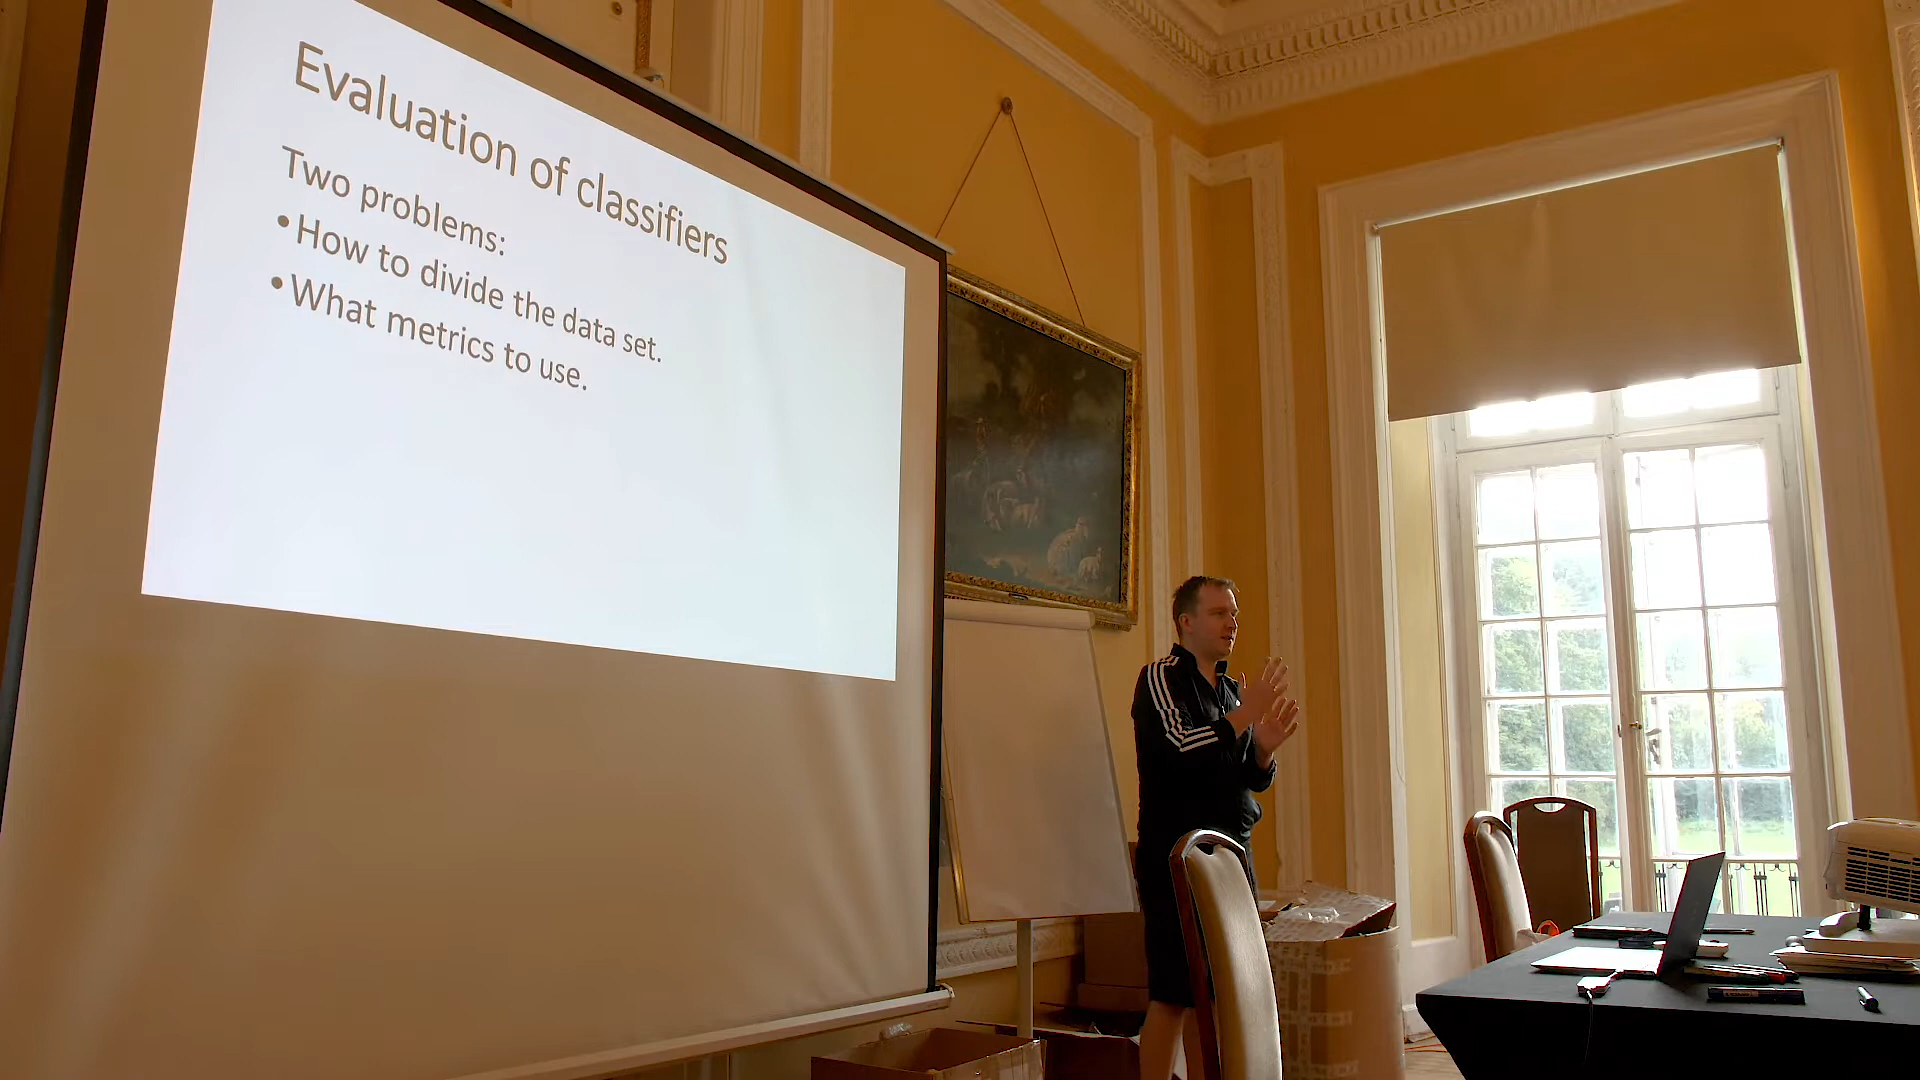 Evaluation of classifiers
Two problems:
•How to divide the data set.
•What metrics to use.